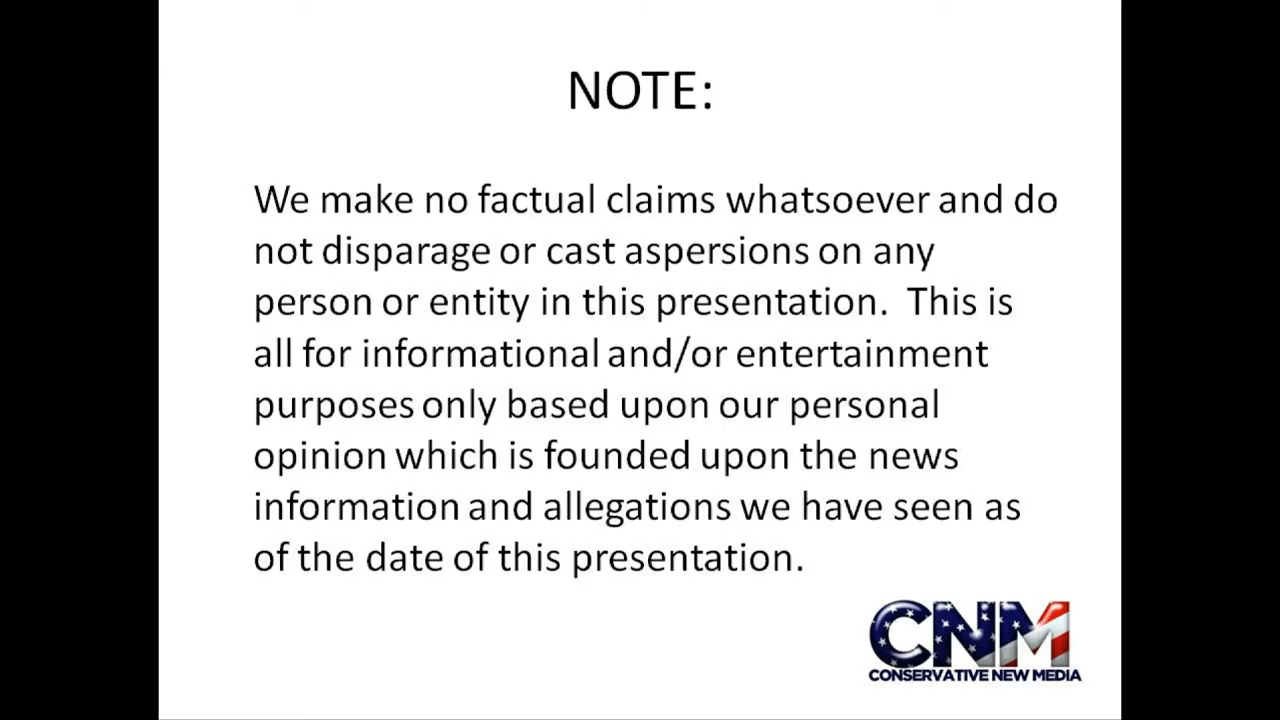 NOTE:
We make no factual claims whatsoever and do
not disparage or cast aspersions on any
person or entity in this presentation.  This is
all for informational and/or entertainment
purposes only based upon our personal
opinion which is founded upon the news
information and allegations we have seen as
of the date of this presentation.
CNM
CONSERVATIVE NEW MEDIA